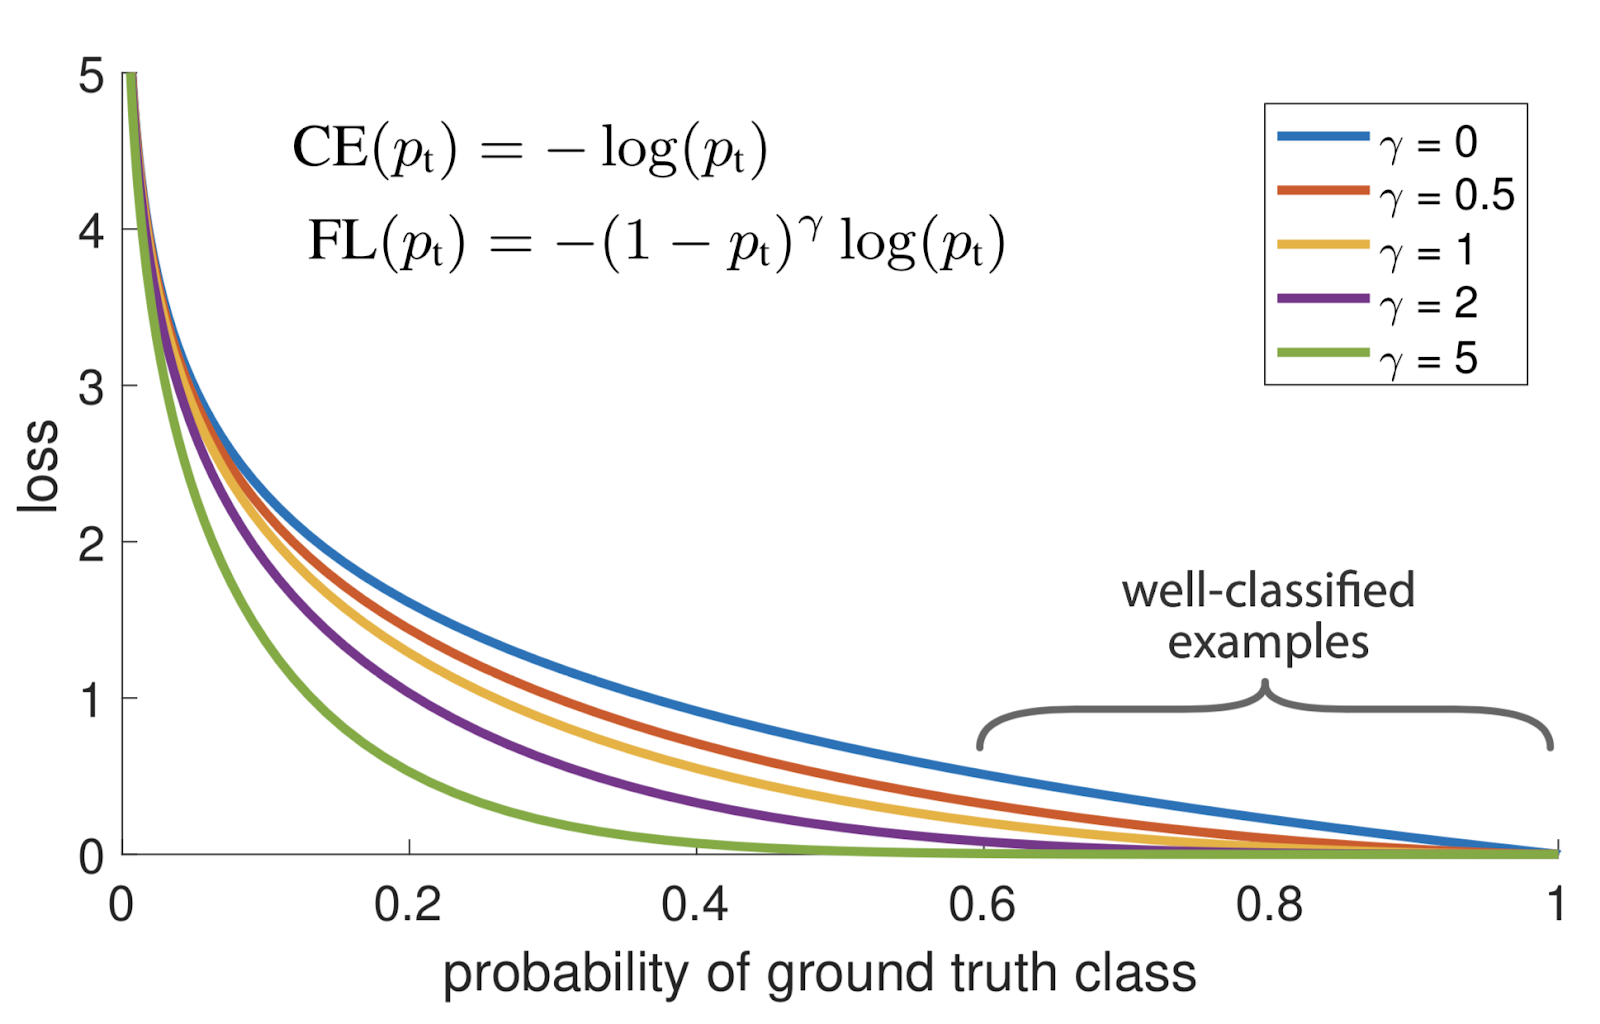 5
4
3
2
1
0
loss
CE(pₜ) = − log(pₜ)
FL(pₜ) = −(1 − pₜ)^γ log(pₜ)
γ = 0
γ = 0.5
γ = 1
γ = 2
γ = 5
well-classified
examples
0 0.2 0.4 0.6 0.8 1
probability of ground truth class